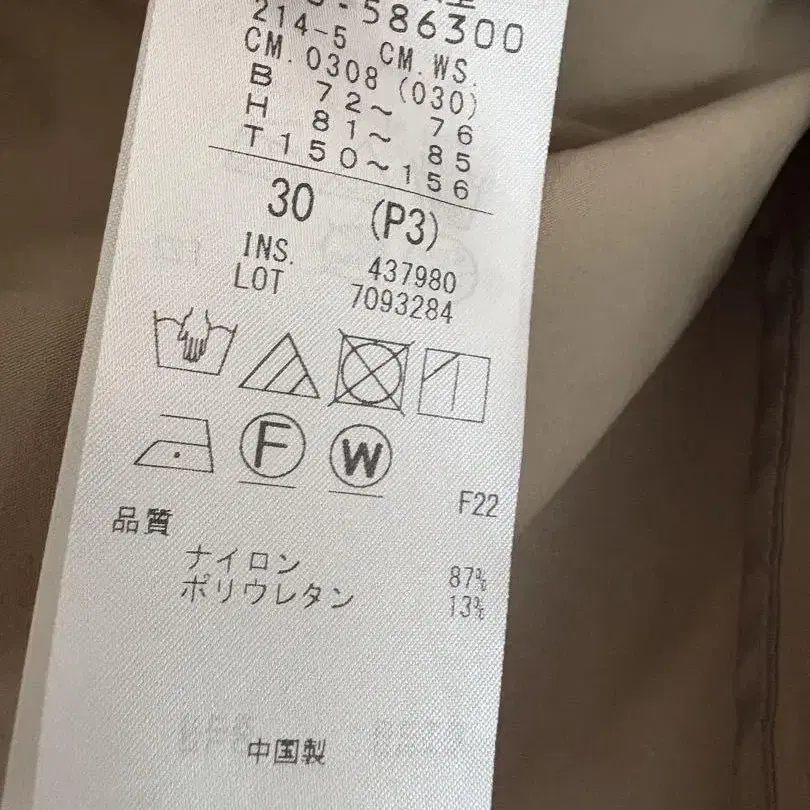 586300
214-5 CM.WS.
CM.0308(030)
B 72~ 76
H 81~ 85
T150~156
30 (P3)
INS. 437980
LOT 7093284
F W
F22
品質
ナイロン 87%
ポリウレタン 13%
中国製